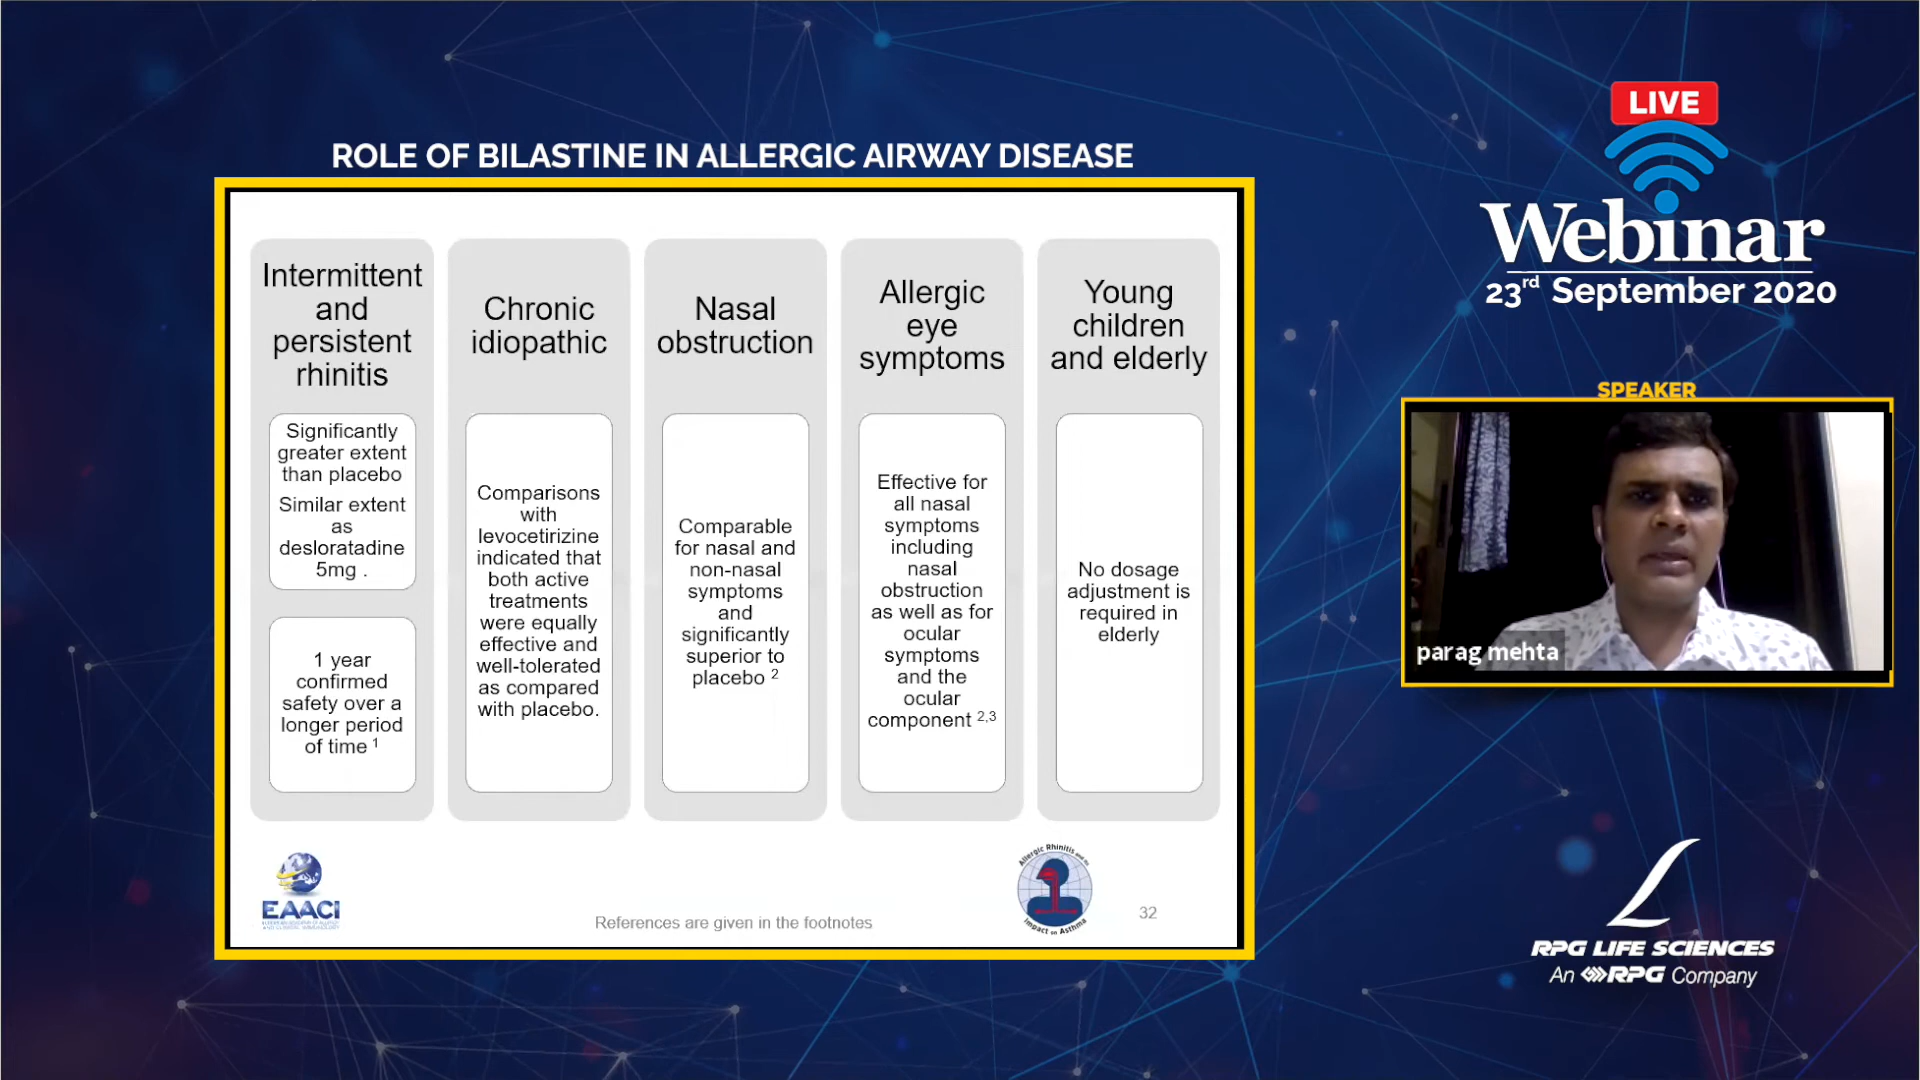 ROLE OF BILASTINE IN ALLERGIC AIRWAY DISEASE
Intermittent
and
persistent
rhinitis
Significantly
greater extent
than placebo
Similar extent
as
desloratadine
5mg .
1 year
confirmed
safety over a
longer period
of time 1
Chronic
idiopathic
Comparisons
with
levocetirizine
indicated that
both active
treatments
were equally
effective and
well-tolerated
as compared
with placebo.
Nasal
obstruction
Comparable
for nasal and
non-nasal
symptoms
and
significantly
superior to
placebo 2
Allergic
eye
symptoms
Effective for
all nasal
symptoms
including
nasal
obstruction
as well as for
ocular
symptoms
and the
ocular
component 2,3
Young
children
and elderly
No dosage
adjustment is
required in
elderly
EAACI
References are given in the footnotes
Allergic Rhinitis and its
Impact on Asthma
32
LIVE
Webinar
23rd September 2020
SPEAKER
parag mehta
RPG LIFE SCIENCES
An RPG Company